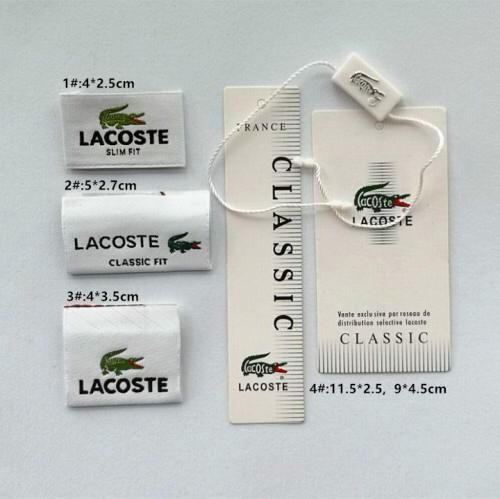 1#:4*2.5cm
LACOSTE
SLIM FIT
2#:5*2.7cm
LACOSTE
CLASSIC FIT
3#:4*3.5cm
LACOSTE
FRANCE
CLASSIC
lacoste
LACOSTE
lacoste
LACOSTE
Vente exclusive par reseau de
distribution selective lacoste
CLASSIC
4#:11.5*2.5, 9*4.5cm